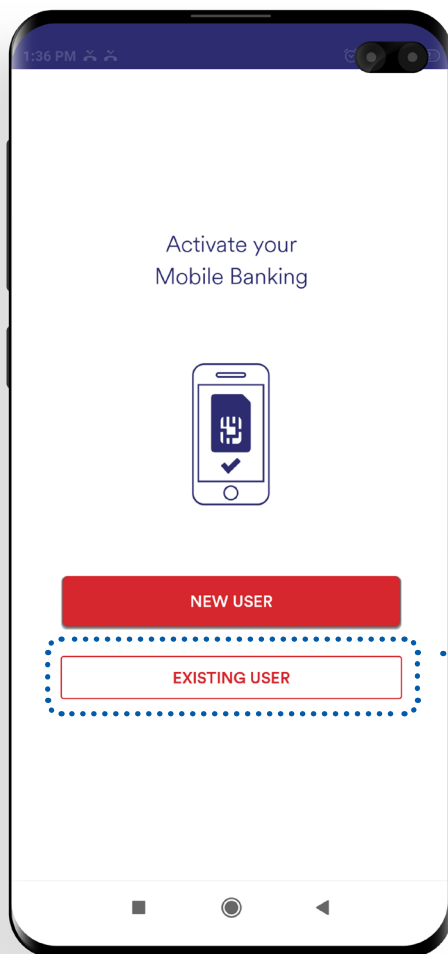 1:36 PM
Activate your
Mobile Banking
NEW USER
EXISTING USER